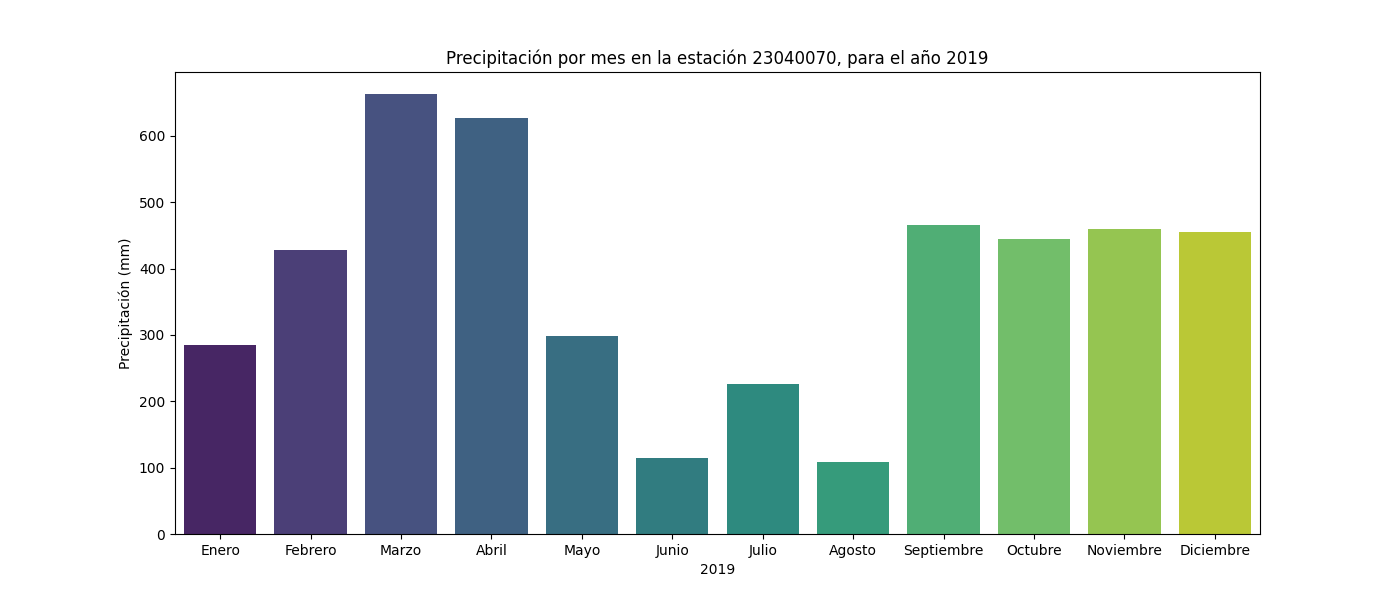 Precipitación por mes en la estación 23040070, para el año 2019
Precipitación (mm)
600
500
400
300
200
100
0
Enero Febrero Marzo Abril Mayo Junio Julio Agosto Septiembre Octubre Noviembre Diciembre
2019